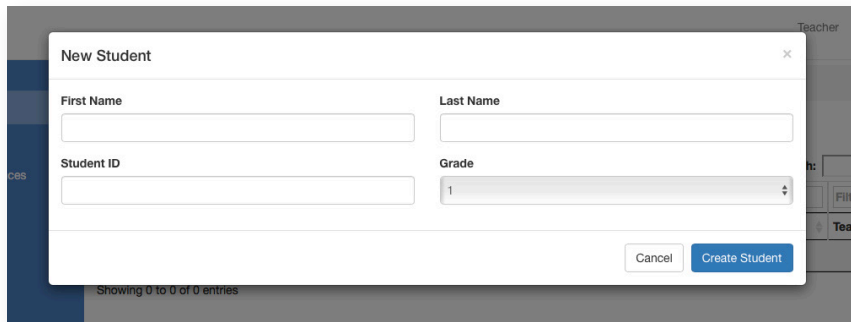 Teacher
New Student ×
First Name Last Name
Student ID Grade
1
Cancel Create Student
Showing 0 to 0 of 0 entries